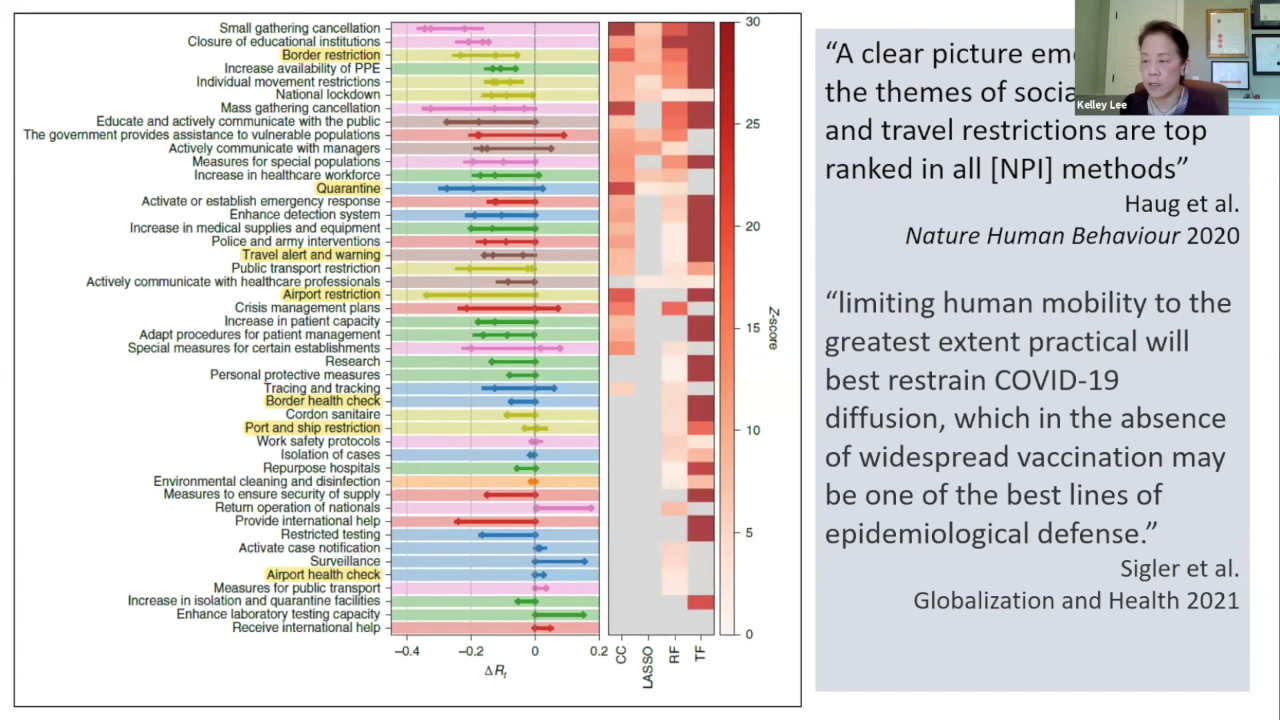 Small gathering cancellation
Closure of educational institutions
Border restriction
Increase availability of PPE
Individual movement restrictions
National lockdown
Mass gathering cancellation
Educate and actively communicate with the public
The government provides assistance to vulnerable populations
Actively communicate with managers
Measures for special populations
Increase in healthcare workforce
Quarantine
Activate or establish emergency response
Enhance detection system
Increase in medical supplies and equipment
Police and army interventions
Travel alert and warning
Public transport restriction
Actively communicate with healthcare professionals
Airport restriction
Crisis management plans
Increase in patient capacity
Adapt procedures for patient management
Special measures for certain establishments
Research
Personal protective measures
Tracing and tracking
Border health check
Cordon sanitaire
Port and ship restriction
Work safety protocols
Isolation of cases
Repurpose hospitals
Environmental cleaning and disinfection
Measures to ensure security of supply
Return operation of nationals
Provide international help
Restricted testing
Activate case notification
Surveillance
Airport health check
Measures for public transport
Increase in isolation and quarantine facilities
Enhance laboratory testing capacity
Receive international help
−0.4 −0.2 0 0.2
ΔRt
CC LASSO RF TF
30
25
20
15
10
5
0
Z-score
“A clear picture
the themes of
and travel restrictions are top
ranked in all [NPI] methods”
Haug et al.
Nature Human Behaviour 2020
“limiting human mobility to the
greatest extent practical will
best restrain COVID-19
diffusion, which in the absence
of widespread vaccination may
be one of the best lines of
epidemiological defense.”
Sigler et al.
Globalization and Health 2021
Kelley Lee